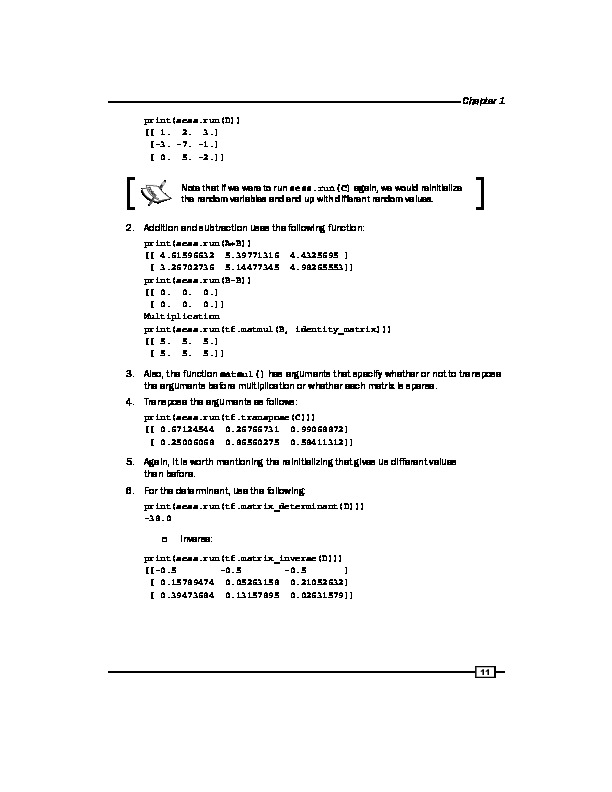 Chapter 1
print(sess.run(D))
[[ 1. 2. 3.]
[-3. -7. -1.]
[ 0. 5. -2.]]
Note that if we were to run sess.run(C) again, we would reinitialize
the random variables and end up with different random values.
2. Addition and subtraction uses the following function:
print(sess.run(A+B))
[[ 4.61596632 5.39771316 4.4325695 ]
[ 3.26702736 5.14477345 4.98265553]]
print(sess.run(B-B))
[[ 0. 0. 0.]
[ 0. 0. 0.]]
Multiplication
print(sess.run(tf.matmul(B, identity_matrix)))
[[ 5. 5. 5.]
[ 5. 5. 5.]]
3. Also, the function matmul() has arguments that specify whether or not to transpose
the arguments before multiplication or whether each matrix is sparse.
4. Transpose the arguments as follows:
print(sess.run(tf.transpose(C)))
[[ 0.67124544 0.26766731 0.99068872]
[ 0.25006068 0.86560275 0.58411312]]
5. Again, it is worth mentioning the reinitializing that gives us different values
than before.
6. For the determinant, use the following:
print(sess.run(tf.matrix_determinant(D)))
-38.0
Inverse:
print(sess.run(tf.matrix_inverse(D)))
[[-0.5 -0.5 -0.5 ]
[ 0.15789474 0.05263158 0.21052632]
[ 0.39473684 0.13157895 0.02631579]]
11